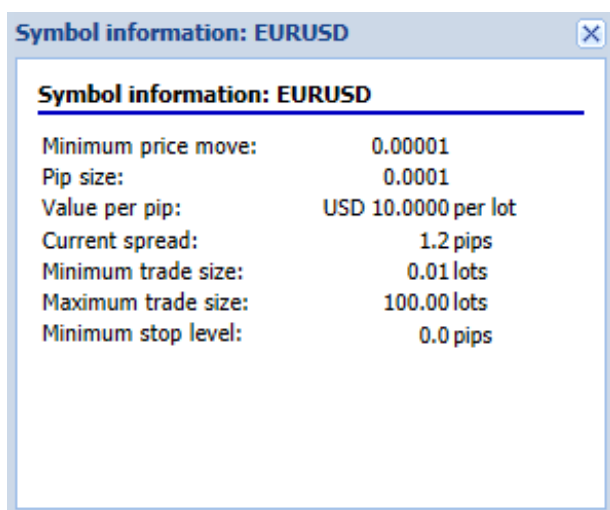 Symbol information: EURUSD
Symbol information: EURUSD
Minimum price move: 0.00001
Pip size: 0.0001
Value per pip: USD 10.0000 per lot
Current spread: 1.2 pips
Minimum trade size: 0.01 lots
Maximum trade size: 100.00 lots
Minimum stop level: 0.0 pips